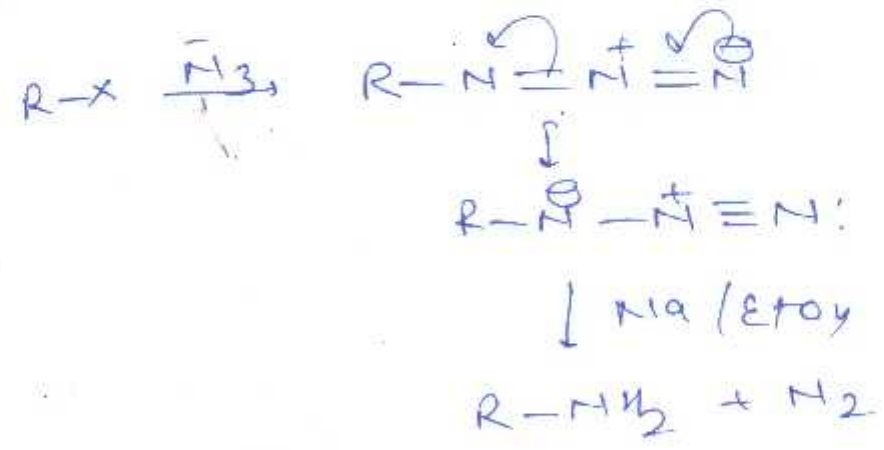 R-X N̄3 → R-N=N⁺=N⊖
R-N⊖-N⁺≡N:
Na / EtOH
R-NH2 + N2